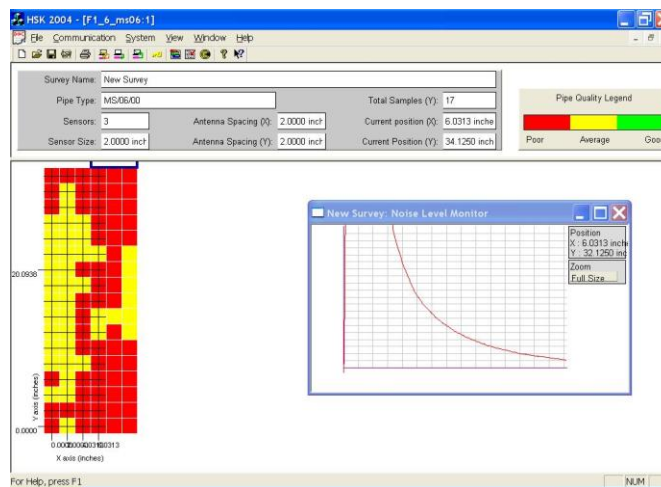 HSK 2004 - [F1_6_ms06:1]
File Communication System View Window Help
Survey Name: New Survey
Pipe Type: MS/06/00 Total Samples (Y): 17
Sensors: 3 Antenna Spacing (X): 2.0000 inch Current position (X): 6.0313 inche
Sensor Size: 2.0000 inch Antenna Spacing (Y): 2.0000 inch Current Position (Y): 34.1250 inch
Pipe Quality Legend
Poor Average Good
New Survey: Noise Level Monitor
Position
X : 6.0313 inche
Y : 32.1250 inc
Zoom
Full Size
20.0938
Y axis (inches)
0.0000
X axis (inches)
For Help, press F1 NUM